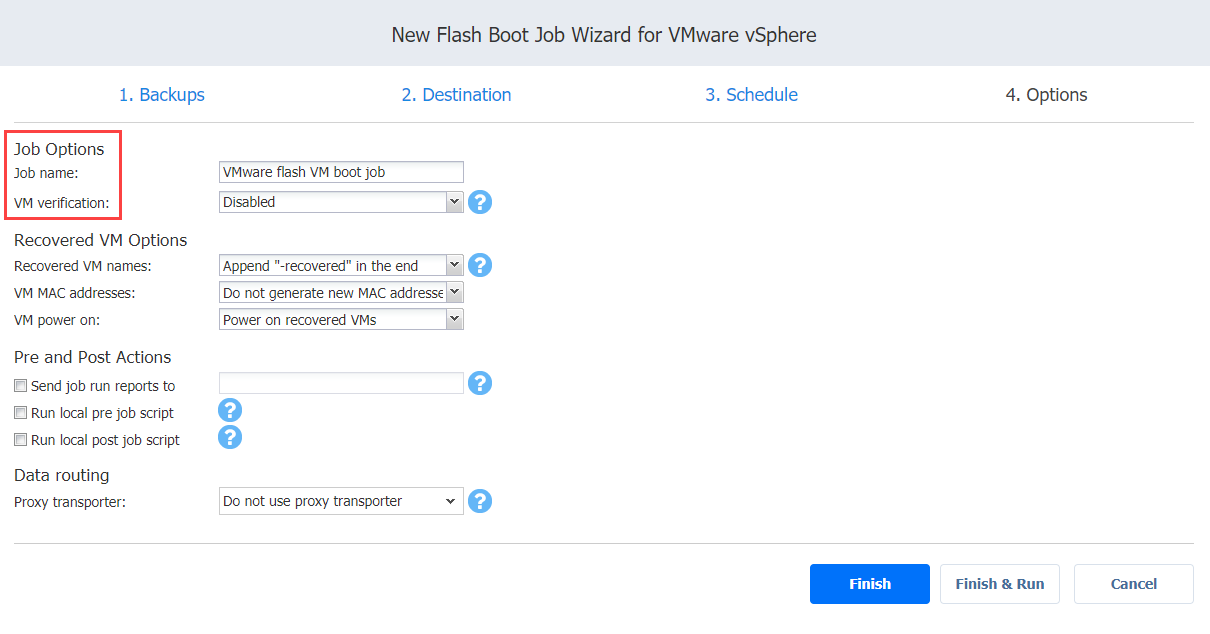 New Flash Boot Job Wizard for VMware vSphere
1. Backups 2. Destination 3. Schedule 4. Options
Job Options
Job name: VMware flash VM boot job
VM verification: Disabled ?
Recovered VM Options
Recovered VM names: Append "-recovered" in the end ?
VM MAC addresses: Do not generate new MAC addresse
VM power on: Power on recovered VMs
Pre and Post Actions
Send job run reports to ?
Run local pre job script ?
Run local post job script ?
Data routing
Proxy transporter: Do not use proxy transporter ?
Finish Finish & Run Cancel